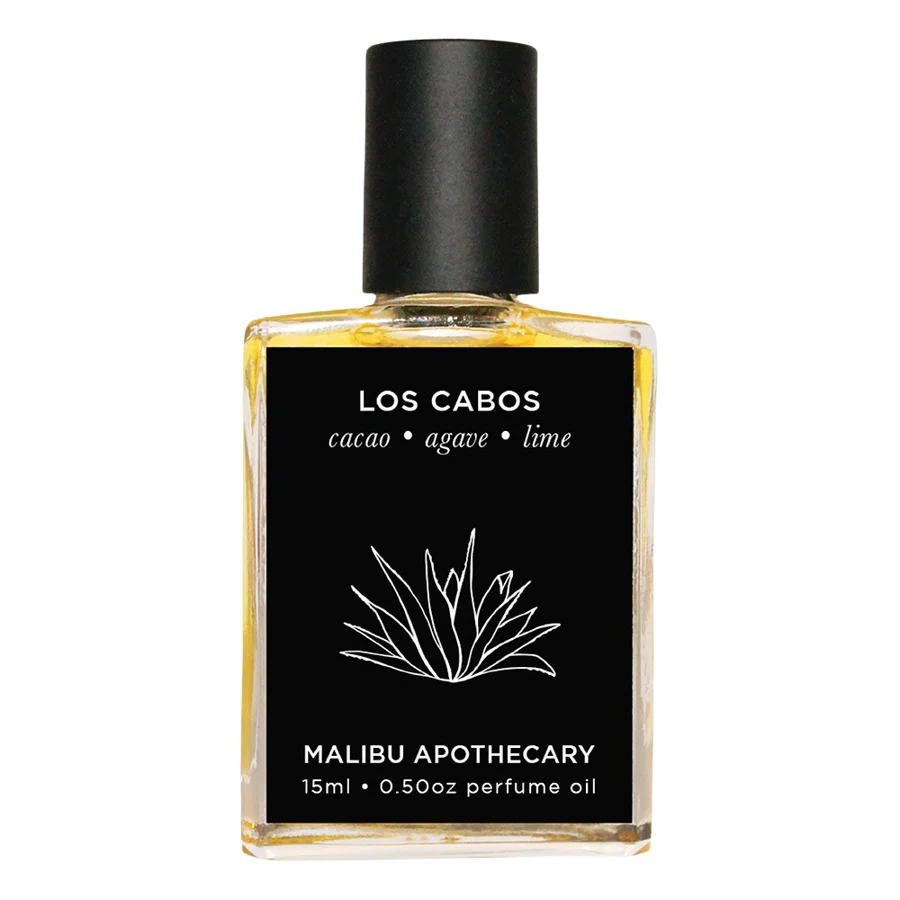 LOS CABOS
cacao • agave • lime
MALIBU APOTHECARY
15ml • 0.50oz perfume oil